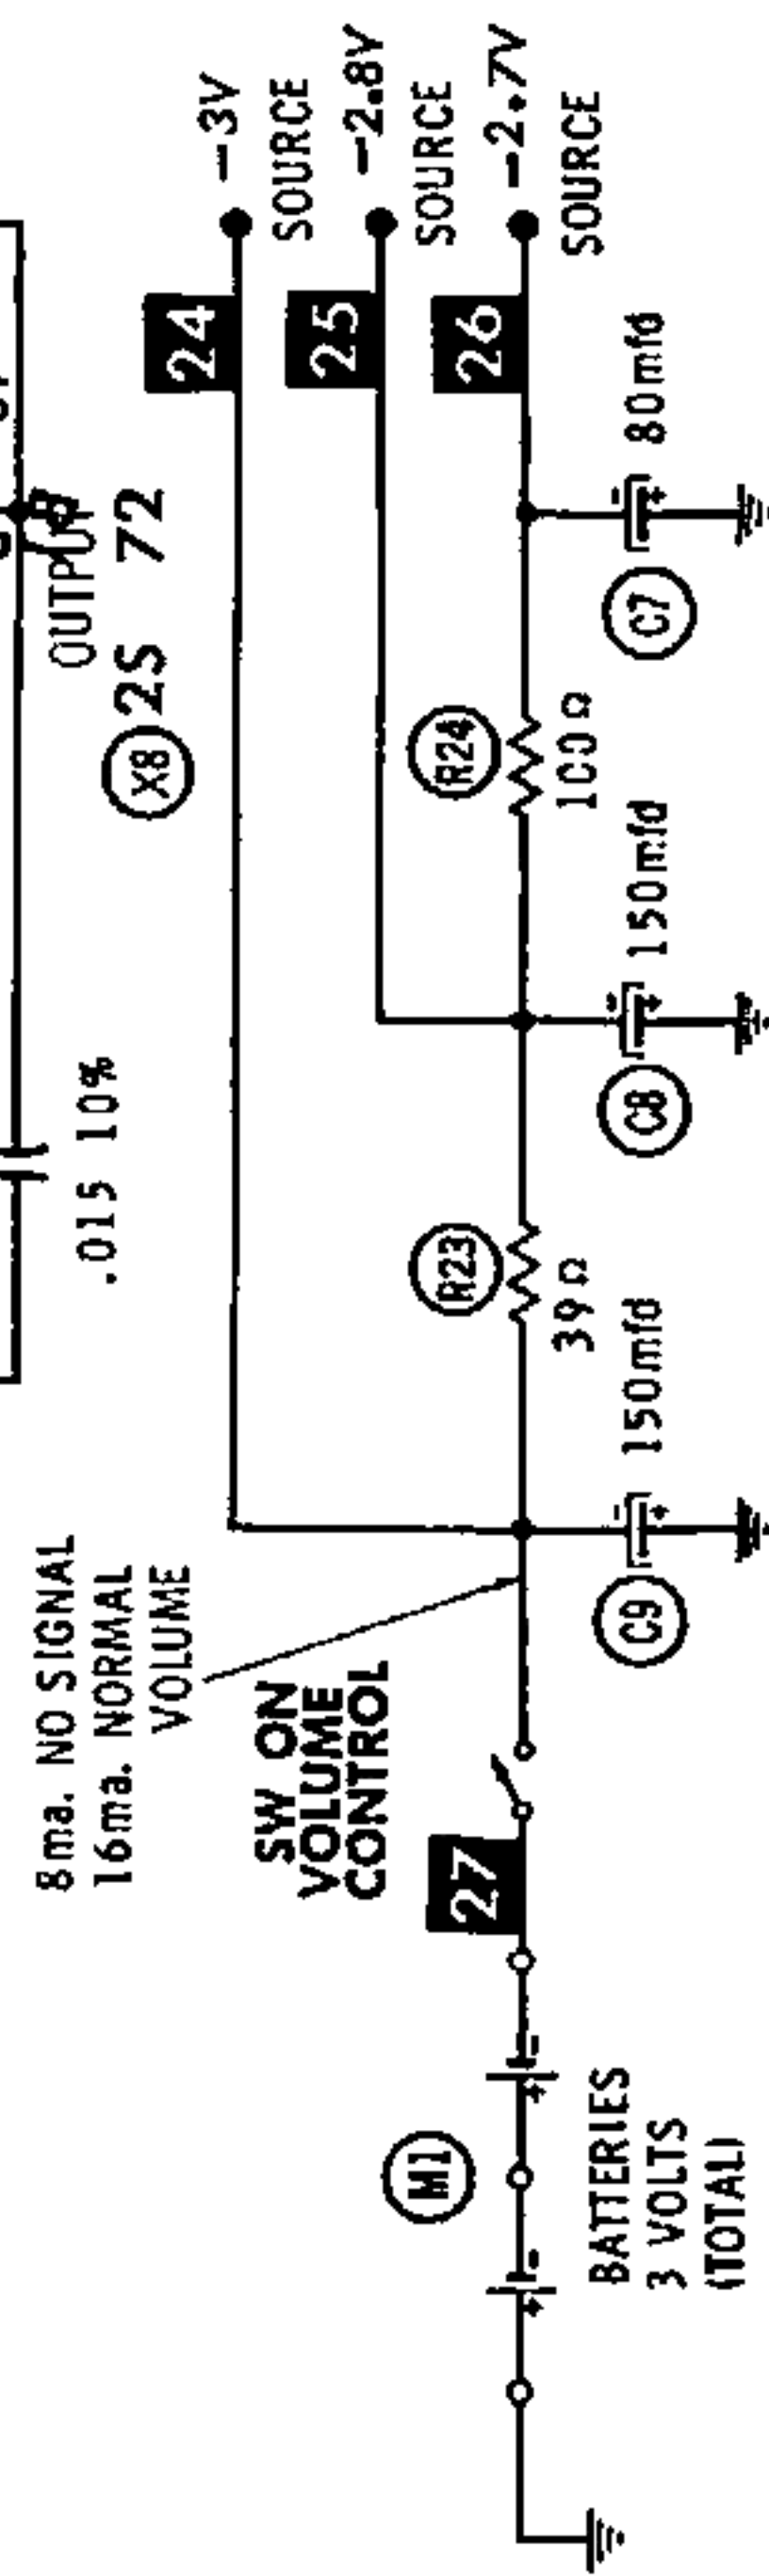 OUTPUT
X8 2S 72
.015 10%
8ma. NO SIGNAL
16ma. NORMAL
VOLUME
24
-3V
SOURCE
25
-2.8V
SOURCE
26
-2.7V
SOURCE
SW ON
VOLUME
CONTROL
27
M1
BATTERIES
3 VOLTS
(TOTAL)
R23
39Ω
R24
100Ω
C9
150mfd
C8
150mfd
C7
80mfd